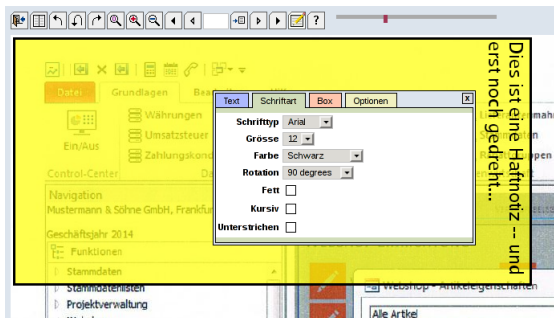 Dies ist eine Haftnotiz -- und
erst noch gedreht...
Datei Grundlagen
Ein/Aus
Währungen
Umsatzsteuer
Zahlungskond
Control-Center
Text Schriftart Box Optionen x
Schrifttyp Arial
Grösse 12
Farbe Schwarz
Rotation 90 degrees
Fett
Kursiv
Unterstrichen
Navigation
Mustermann & Söhne GmbH, Frankfur
Geschäftsjahr 2014
Funktionen
Stammdaten
Stammdatenlisten
Projektverwaltung
Webshop - Artikeleigenschaften
Alle Artikel